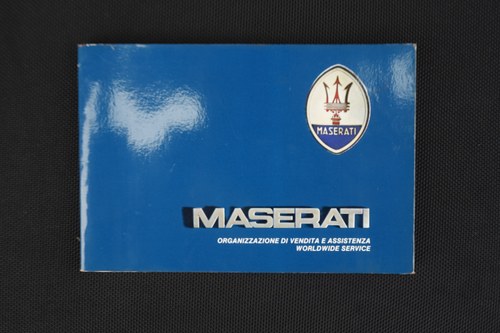 MASERATI
MASERATI
ORGANIZZAZIONE DI VENDITA E ASSISTENZA
WORLDWIDE SERVICE